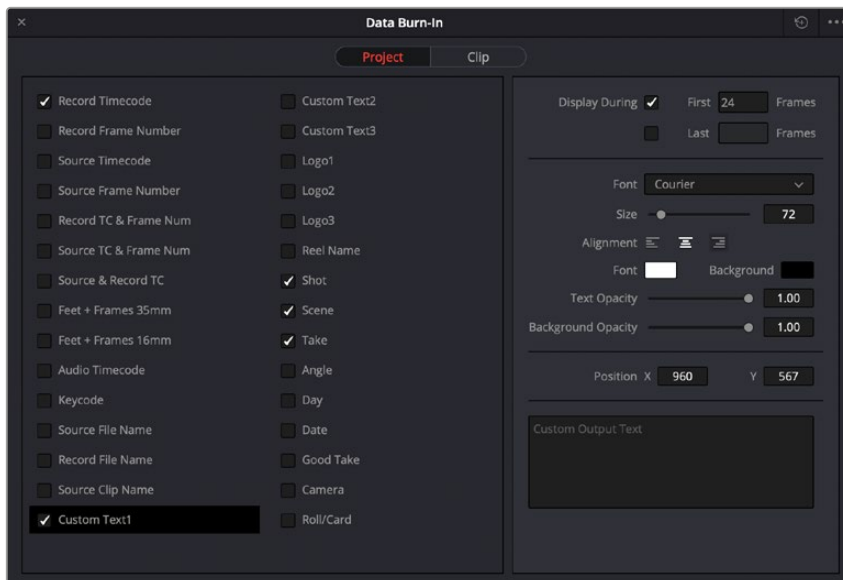 Data Burn-In
Project Clip
Record Timecode
Record Frame Number
Source Timecode
Source Frame Number
Record TC & Frame Num
Source TC & Frame Num
Source & Record TC
Feet + Frames 35mm
Feet + Frames 16mm
Audio Timecode
Keycode
Source File Name
Record File Name
Source Clip Name
Custom Text1
Custom Text2
Custom Text3
Logo1
Logo2
Logo3
Reel Name
Shot
Scene
Take
Angle
Day
Date
Good Take
Camera
Roll/Card
Display During First 24 Frames
Last Frames
Font Courier
Size 72
Alignment
Font Background
Text Opacity 1.00
Background Opacity 1.00
Position X 960 Y 567
Custom Output Text